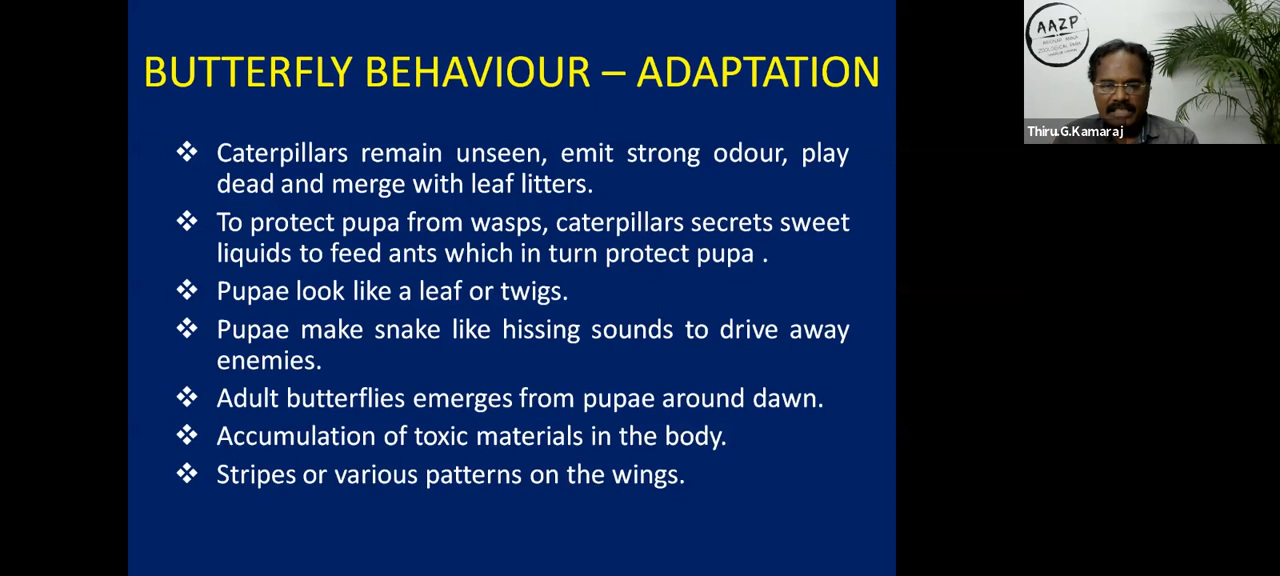 BUTTERFLY BEHAVIOUR – ADAPTATION
❖ Caterpillars remain unseen, emit strong odour, play
dead and merge with leaf litters.
❖ To protect pupa from wasps, caterpillars secrets sweet
liquids to feed ants which in turn protect pupa .
❖ Pupae look like a leaf or twigs.
❖ Pupae make snake like hissing sounds to drive away
enemies.
❖ Adult butterflies emerges from pupae around dawn.
❖ Accumulation of toxic materials in the body.
❖ Stripes or various patterns on the wings.
AAZP
ZOOLOGICAL PARK
Thiru.G.Kamaraj